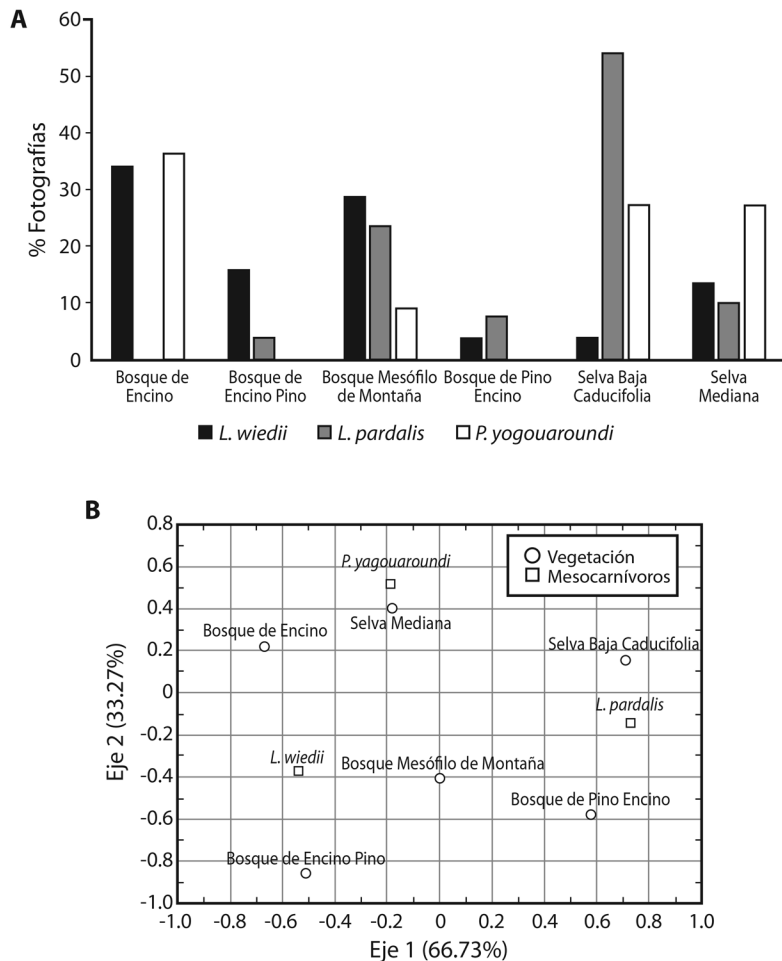 A
60
50
40
30
20
10
0
% Fotografías
Bosque de
Encino
Bosque de
Encino Pino
Bosque Mesófilo
de Montaña
Bosque de Pino
Encino
Selva Baja
Caducifolia
Selva
Mediana
L. wiedii
L. pardalis
P. yogouaroundi
B
0.8
0.6
0.4
0.2
0
-0.2
-0.4
-0.6
-0.8
-1.0
Eje 2 (33.27%)
Vegetación
Mesocarnívoros
P. yagouaroundi
Selva Mediana
Bosque de Encino
Selva Baja Caducifolia
L. pardalis
L. wiedii
Bosque Mesófilo de Montaña
Bosque de Pino Encino
Bosque de Encino Pino
-1.0 -0.8 -0.6 -0.4 -0.2 0 0.2 0.4 0.6 0.8 1.0
Eje 1 (66.73%)